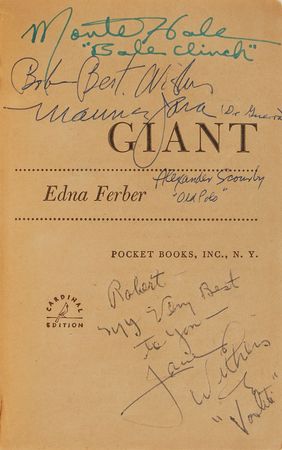 Monte Hale
"Bale Clinch"
Bob Best Wishes
Maurice Jara "Dr. Guerra"
GIANT
Alexander Scourby
"Old Polo"
Edna Ferber
POCKET BOOKS, INC., N. Y.
CARDINAL
EDITION
Robert
My Very Best
to You—
Jane
Withers
"Vashti"